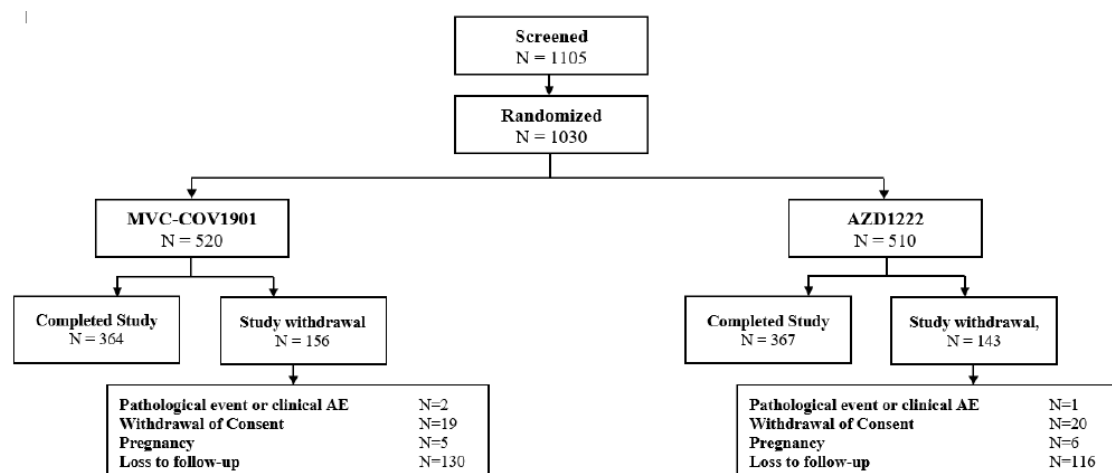 Screened
N = 1105
Randomized
N = 1030
MVC-COV1901
N = 520
AZD1222
N = 510
Completed Study
N = 364
Study withdrawal
N = 156
Completed Study
N = 367
Study withdrawal,
N = 143
Pathological event or clinical AE N=2
Withdrawal of Consent N=19
Pregnancy N=5
Loss to follow-up N=130
Pathological event or clinical AE N=1
Withdrawal of Consent N=20
Pregnancy N=6
Loss to follow-up N=116